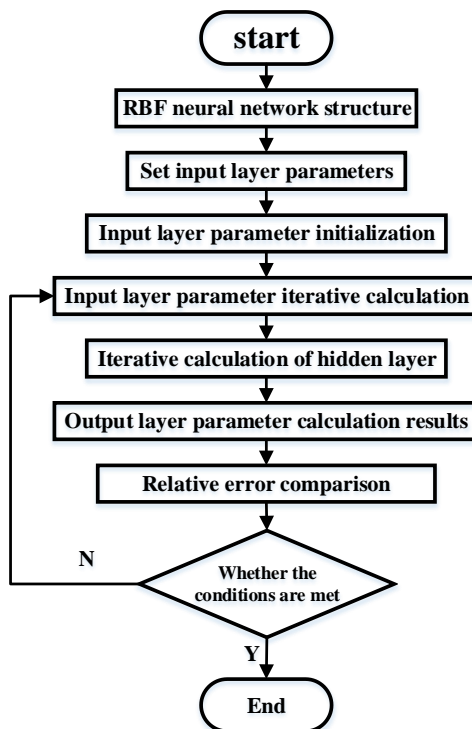 start
RBF neural network structure
Set input layer parameters
Input layer parameter initialization
Input layer parameter iterative calculation
Iterative calculation of hidden layer
Output layer parameter calculation results
Relative error comparison
N
Whether the
conditions are met
Y
End